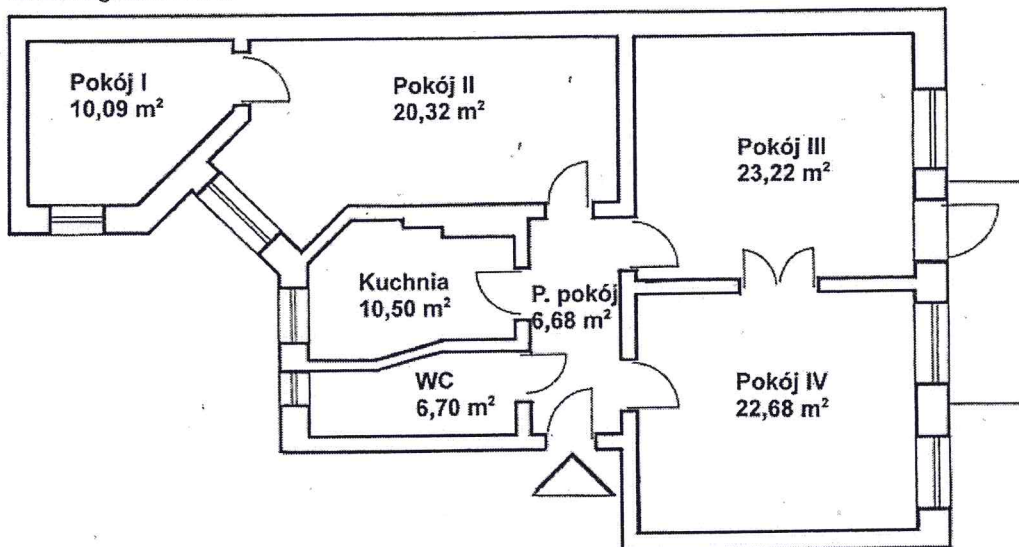 Pokój I
10,09 m²
Pokój II
20,32 m²
Pokój III
23,22 m²
Kuchnia
10,50 m²
P. pokój
6,68 m²
WC
6,70 m²
Pokój IV
22,68 m²